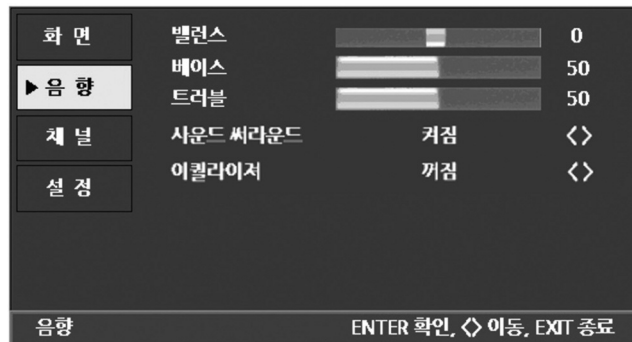 화 면
▶음 향
채 널
설 정
밸런스 0
베이스 50
트러블 50
사운드 써라운드 커짐 <>
이퀄라이저 꺼짐 <>
음향 ENTER 확인, <> 이동, EXIT 종료